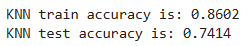 KNN train accuracy is: 0.8602
KNN test accuracy is: 0.7414